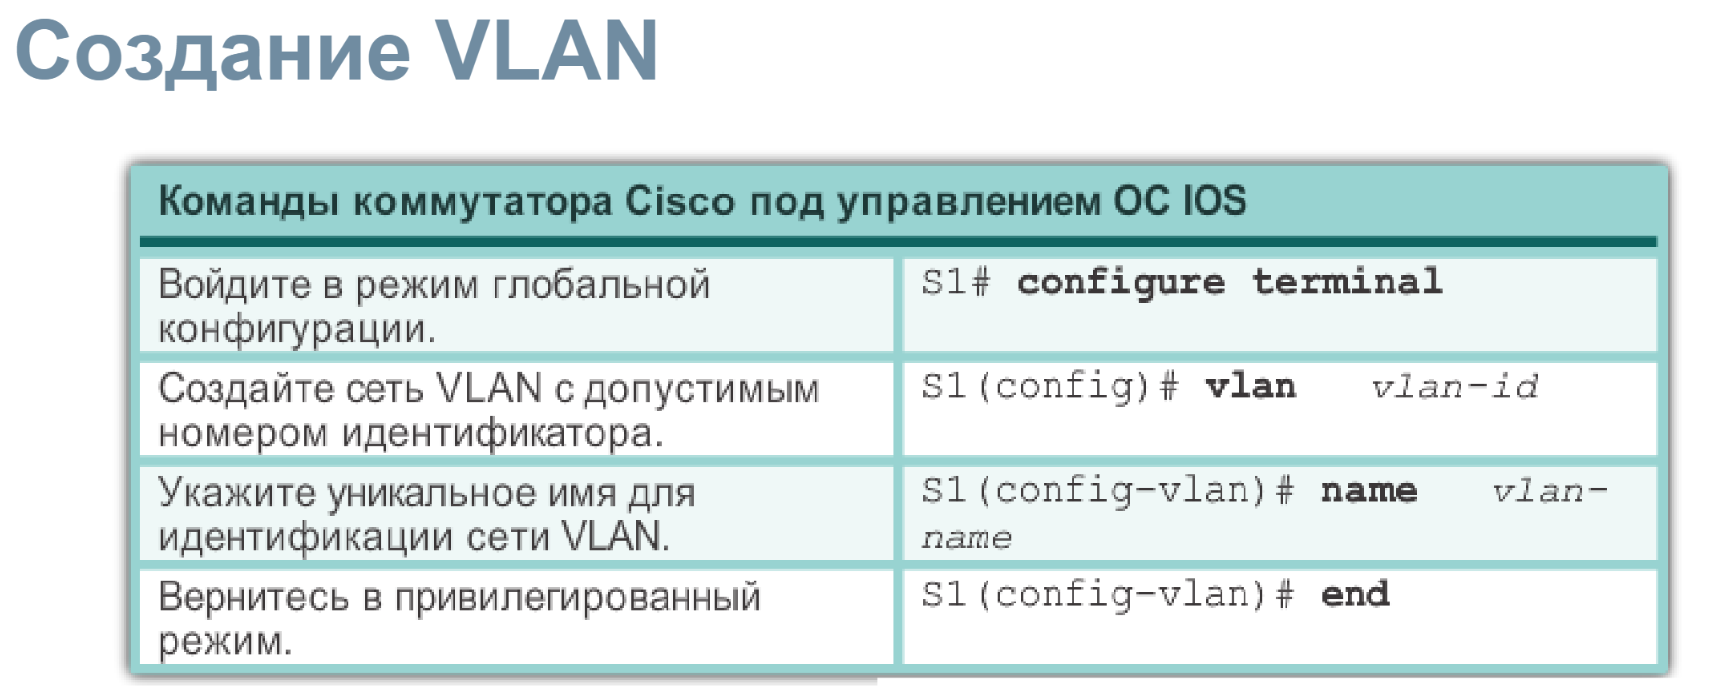 Создание VLAN
Команды коммутатора Cisco под управлением ОС IOS
Войдите в режим глобальной
конфигурации.
S1# configure terminal
Создайте сеть VLAN с допустимым
номером идентификатора.
S1(config)# vlan vlan-id
Укажите уникальное имя для
идентификации сети VLAN.
S1(config-vlan)# name vlan-
name
Вернитесь в привилегированный
режим.
S1(config-vlan)# end